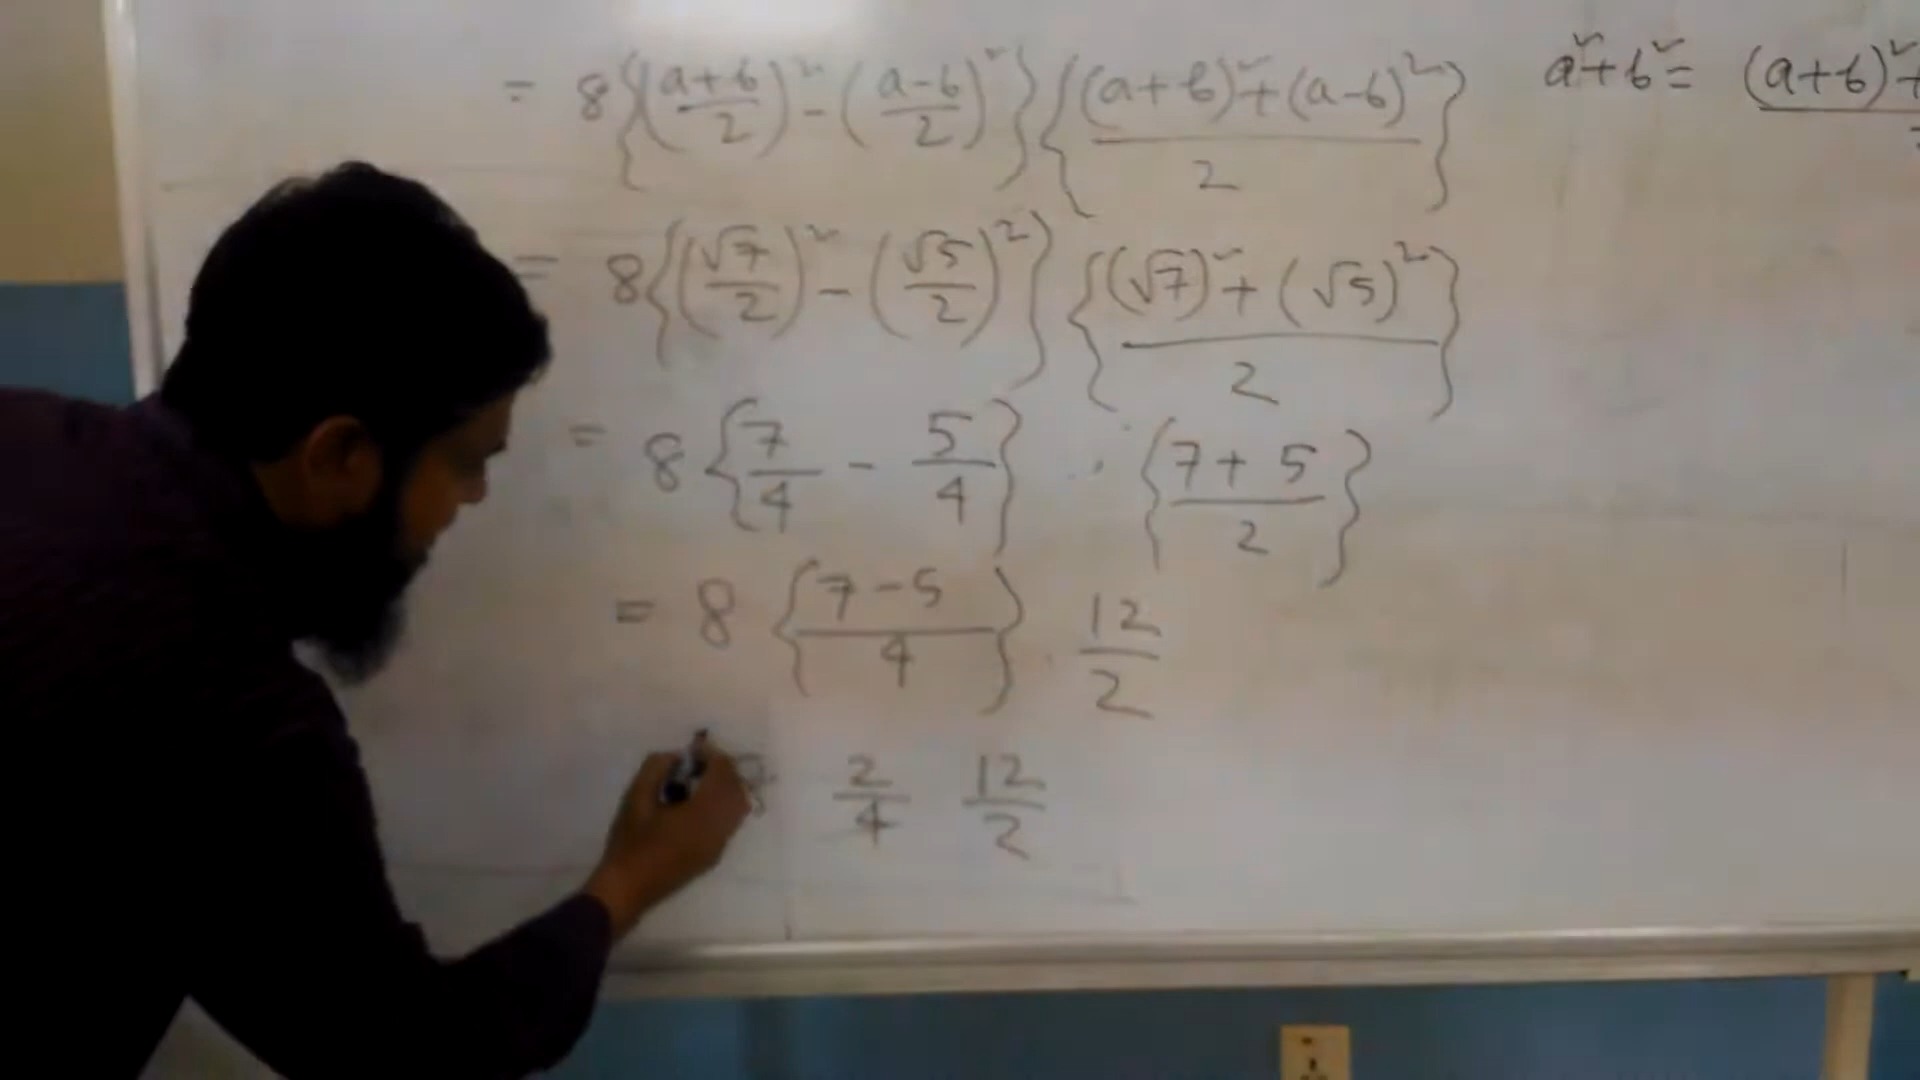 = 8{((a+b)/2)² - ((a-b)/2)²}{((a+b)²+(a-b)²)/2}
a²+b² = (a+b)²+
= 8{(√7/2)² - (√5/2)²}{((√7)²+(√5)²)/2}
= 8{7/4 - 5/4} · {(7+5)/2}
= 8{(7-5)/4} · 12/2
8 2/4 12/2